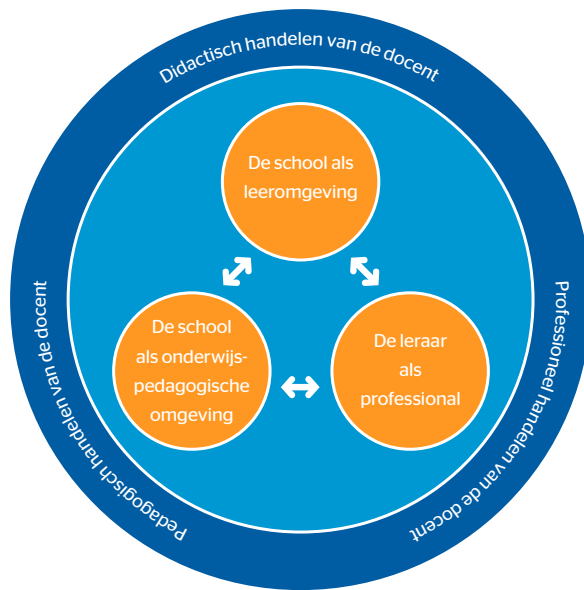 Didactisch handelen van de docent
De school als
leeromgeving
De school
als onderwijs-
pedagogische
omgeving
De leraar
als
professional
Pedagogisch handelen van de docent
Professioneel handelen van de docent